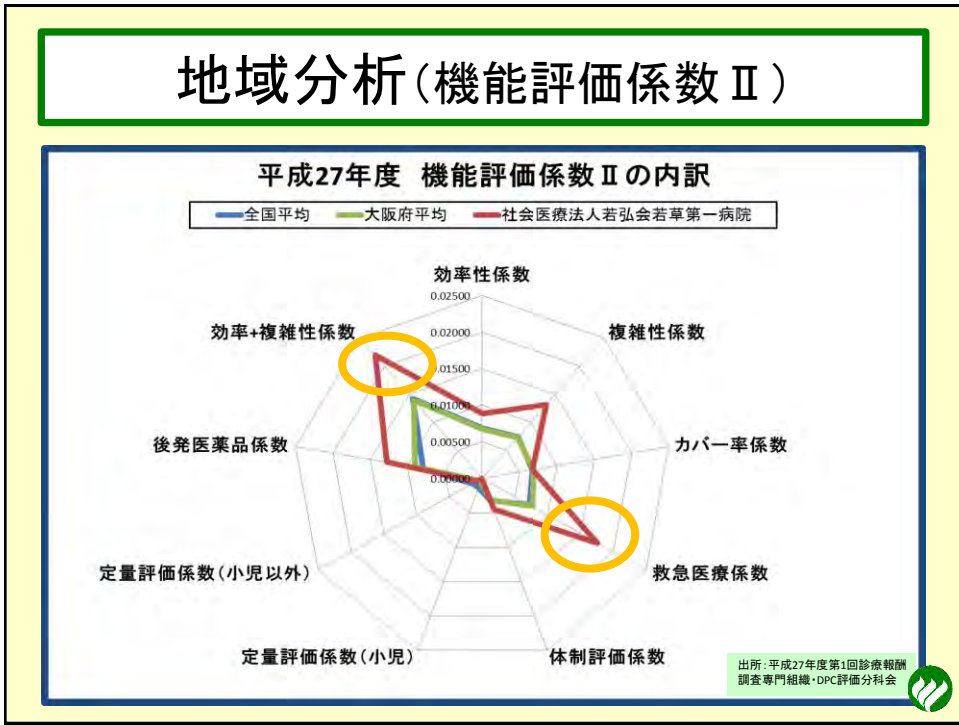 地域分析(機能評価係数Ⅱ)
平成27年度 機能評価係数Ⅱの内訳
全国平均 大阪府平均 社会医療法人若弘会若草第一病院
効率性係数
0.02500
効率+複雑性係数
複雑性係数
0.02000
0.01500
0.01000
後発医薬品係数
カバー率係数
0.00500
0.00000
定量評価係数(小児以外)
救急医療係数
定量評価係数(小児)
体制評価係数
出所:平成27年度第1回診療報酬
調査専門組織・DPC評価分科会